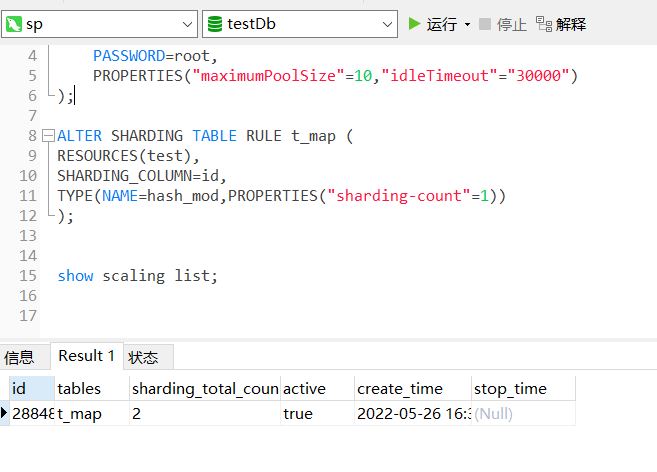 sp testDb 运行 停止 解释
4 PASSWORD=root,
5 PROPERTIES("maximumPoolSize"=10,"idleTimeout"="30000")
6 );
7
8 ALTER SHARDING TABLE RULE t_map (
9 RESOURCES(test),
10 SHARDING_COLUMN=id,
11 TYPE(NAME=hash_mod,PROPERTIES("sharding-count"=1))
12 );
13
14
15 show scaling list;
16
17
信息 Result 1 状态
id tables sharding_total_coun active create_time stop_time
28848 t_map 2 true 2022-05-26 16:3 (Null)